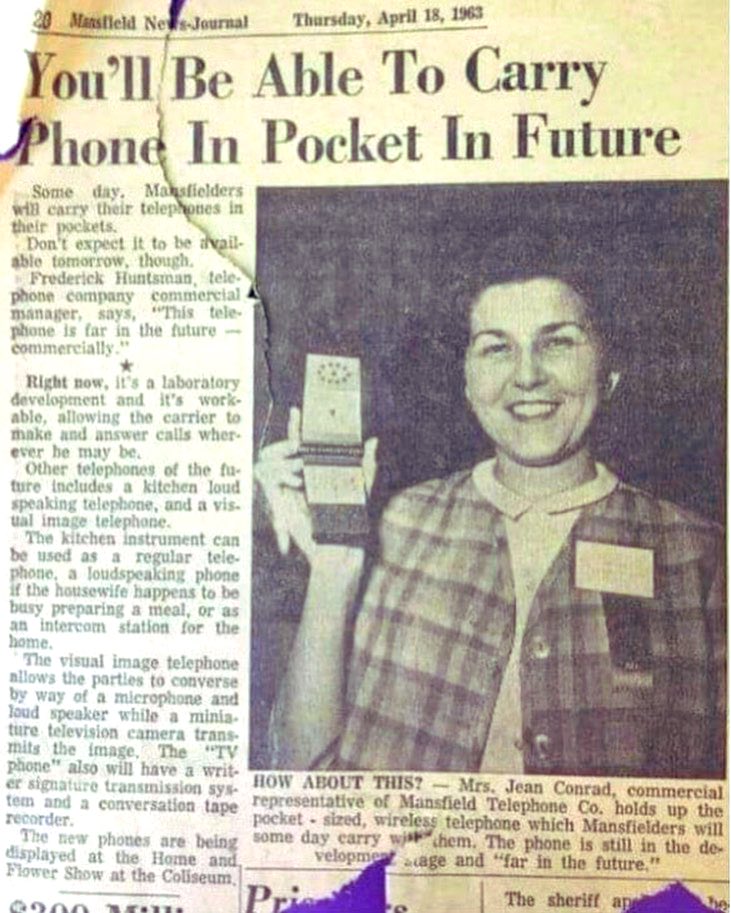 20 Mansfield News-Journal Thursday, April 18, 1963
You'll Be Able To Carry
Phone In Pocket In Future
Some day, Mansfielders
will carry their telephones in
their pockets.
Don't expect it to be avail-
able tomorrow, though.
Frederick Huntsman, tele-
phone company commercial
manager, says, "This tele-
phone is far in the future —
commercially."
★
Right now, it's a laboratory
development and it's work-
able, allowing the carrier to
make and answer calls wher-
ever he may be.
Other telephones of the fu-
ture includes a kitchen loud
speaking telephone, and a vis-
ual image telephone.
The kitchen instrument can
be used as a regular tele-
phone, a loudspeaking phone
if the housewife happens to be
busy preparing a meal, or as
an intercom station for the
home.
The visual image telephone
allows the parties to converse
by way of a microphone and
loud speaker while a minia-
ture television camera trans-
mits the image. The "TV
phone" also will have a writ-
er signature transmission sys-
tem and a conversation tape
recorder.
The new phones are being
displayed at the Home and
Flower Show at the Coliseum.
HOW ABOUT THIS? — Mrs. Jean Conrad, commercial
representative of Mansfield Telephone Co. holds up the
pocket - sized, wireless telephone which Mansfielders will
some day carry with them. The phone is still in the de-
velopment stage and "far in the future."
The sheriff